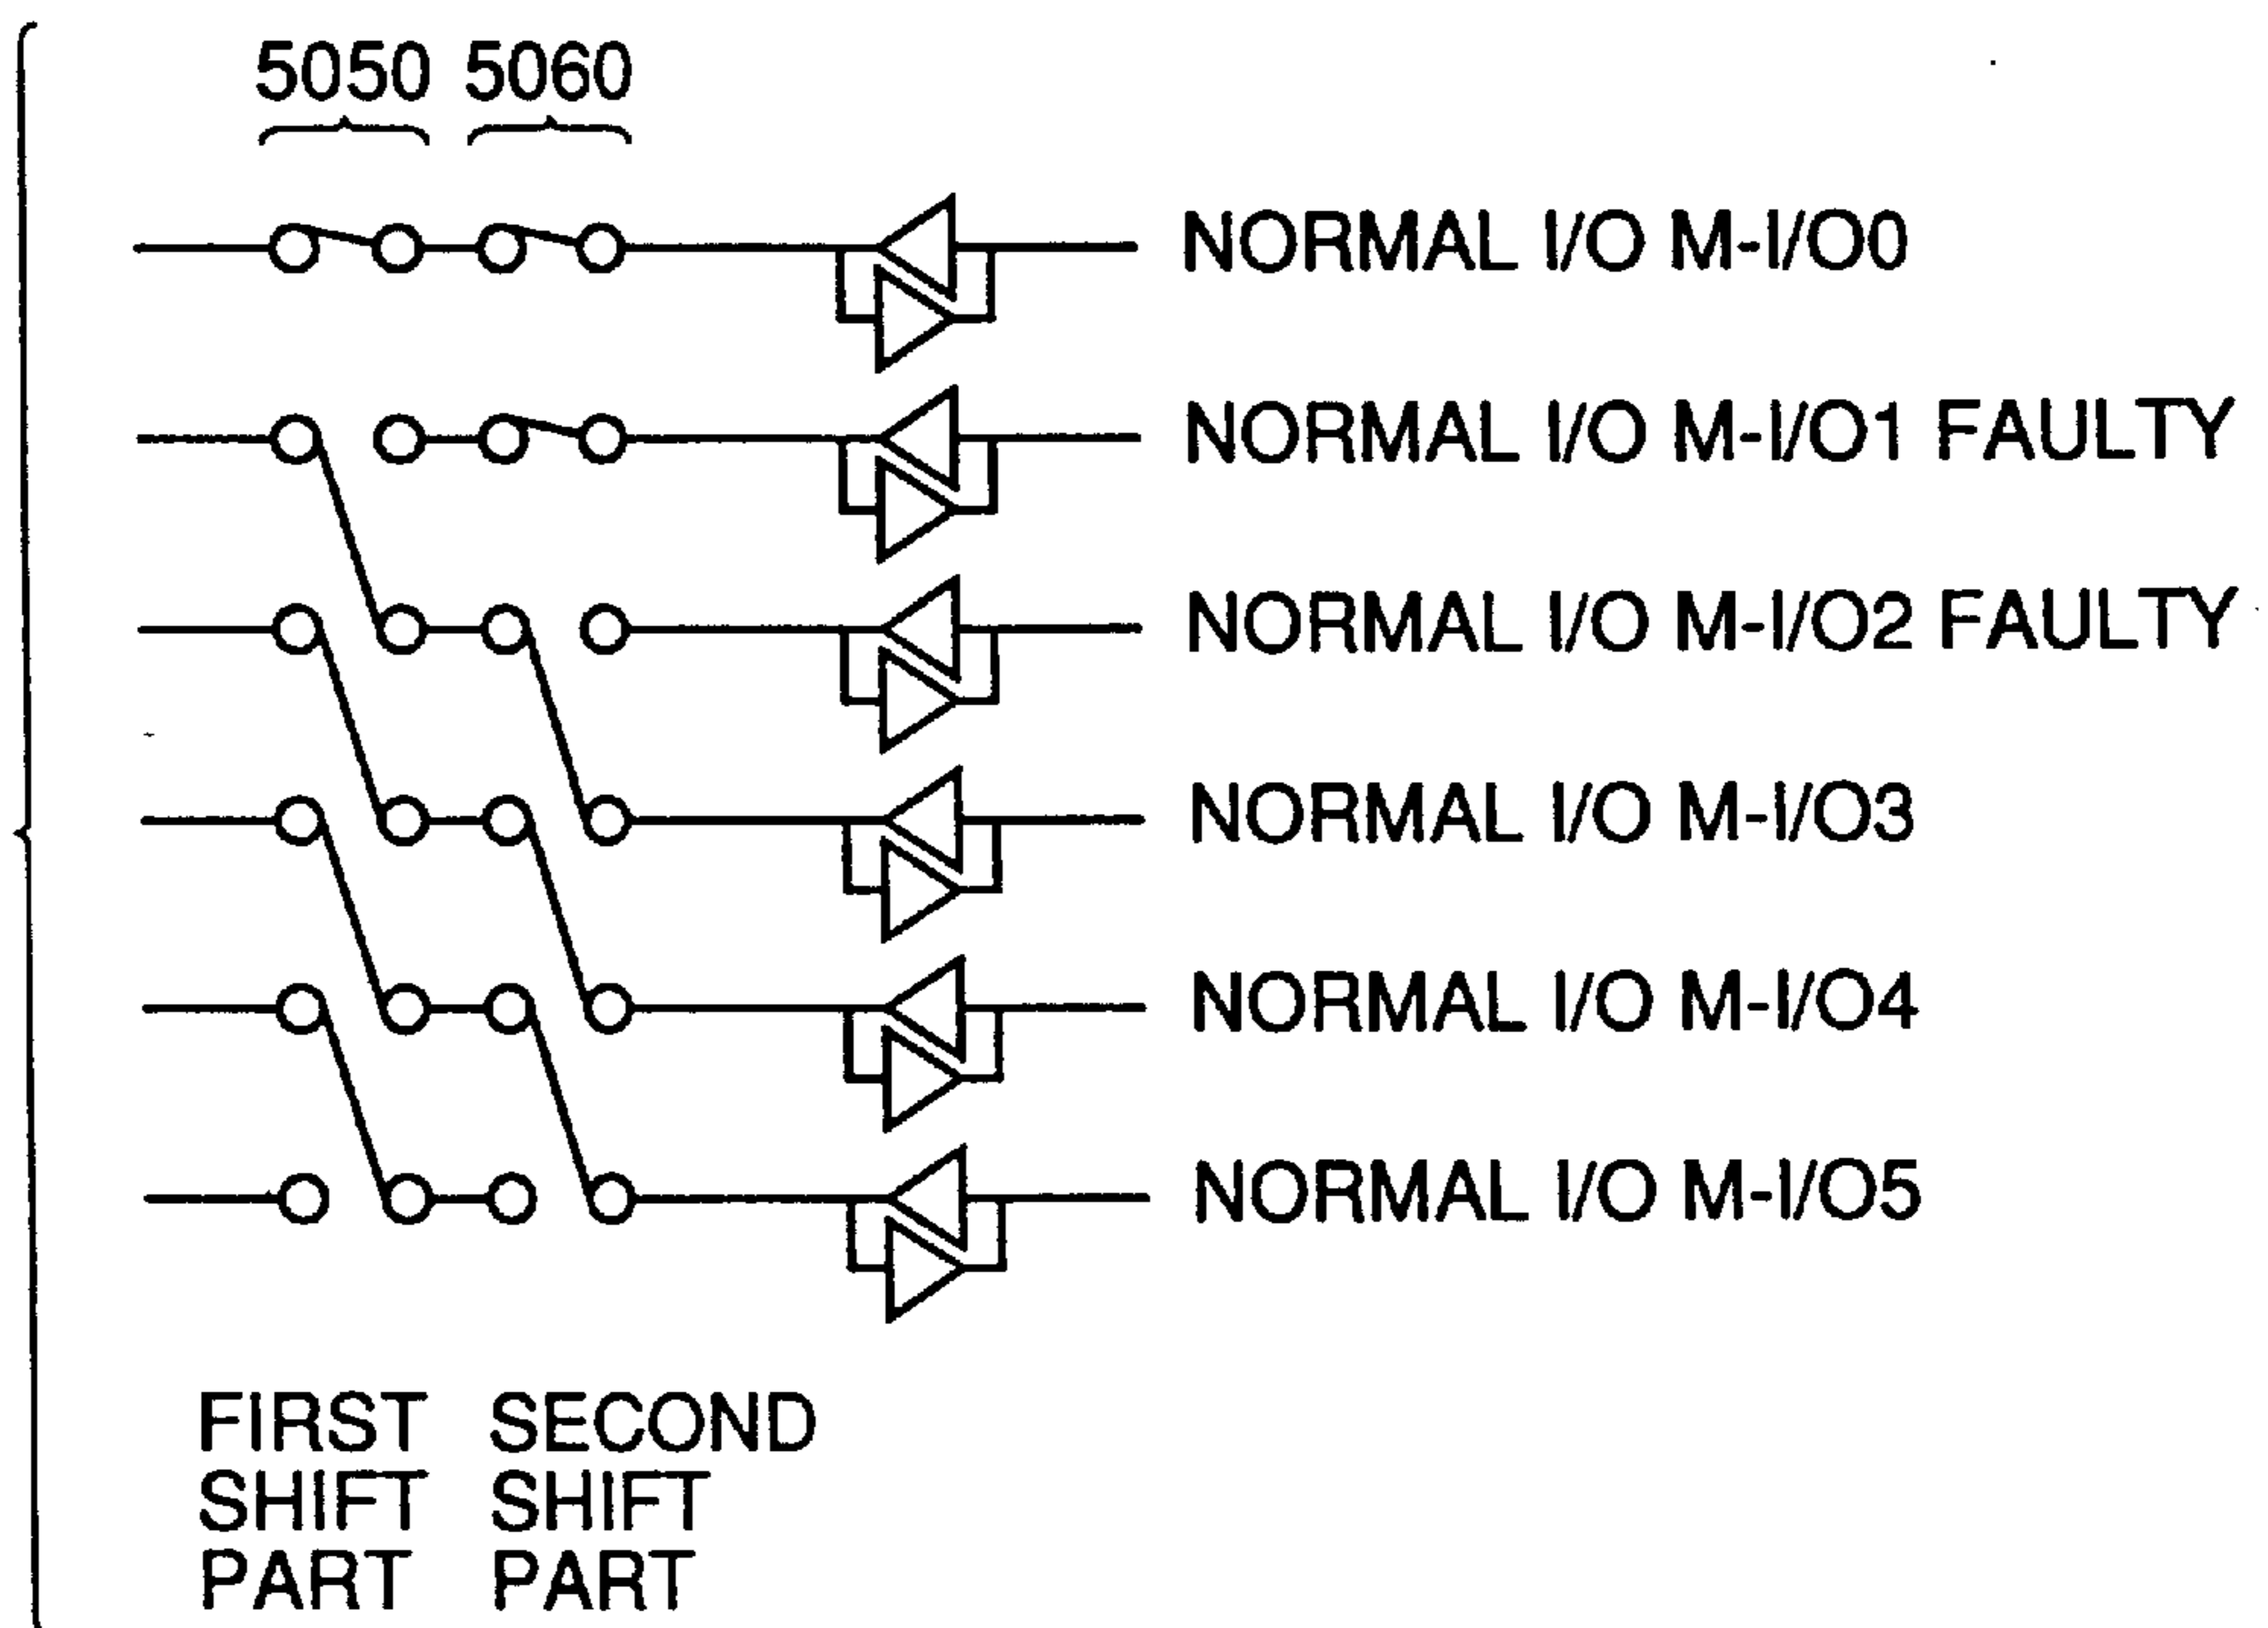 5050 5060
NORMAL I/O M-I/O0
NORMAL I/O M-I/O1 FAULTY
NORMAL I/O M-I/O2 FAULTY
NORMAL I/O M-I/O3
NORMAL I/O M-I/O4
NORMAL I/O M-I/O5
FIRST
SHIFT
PART
SECOND
SHIFT
PART